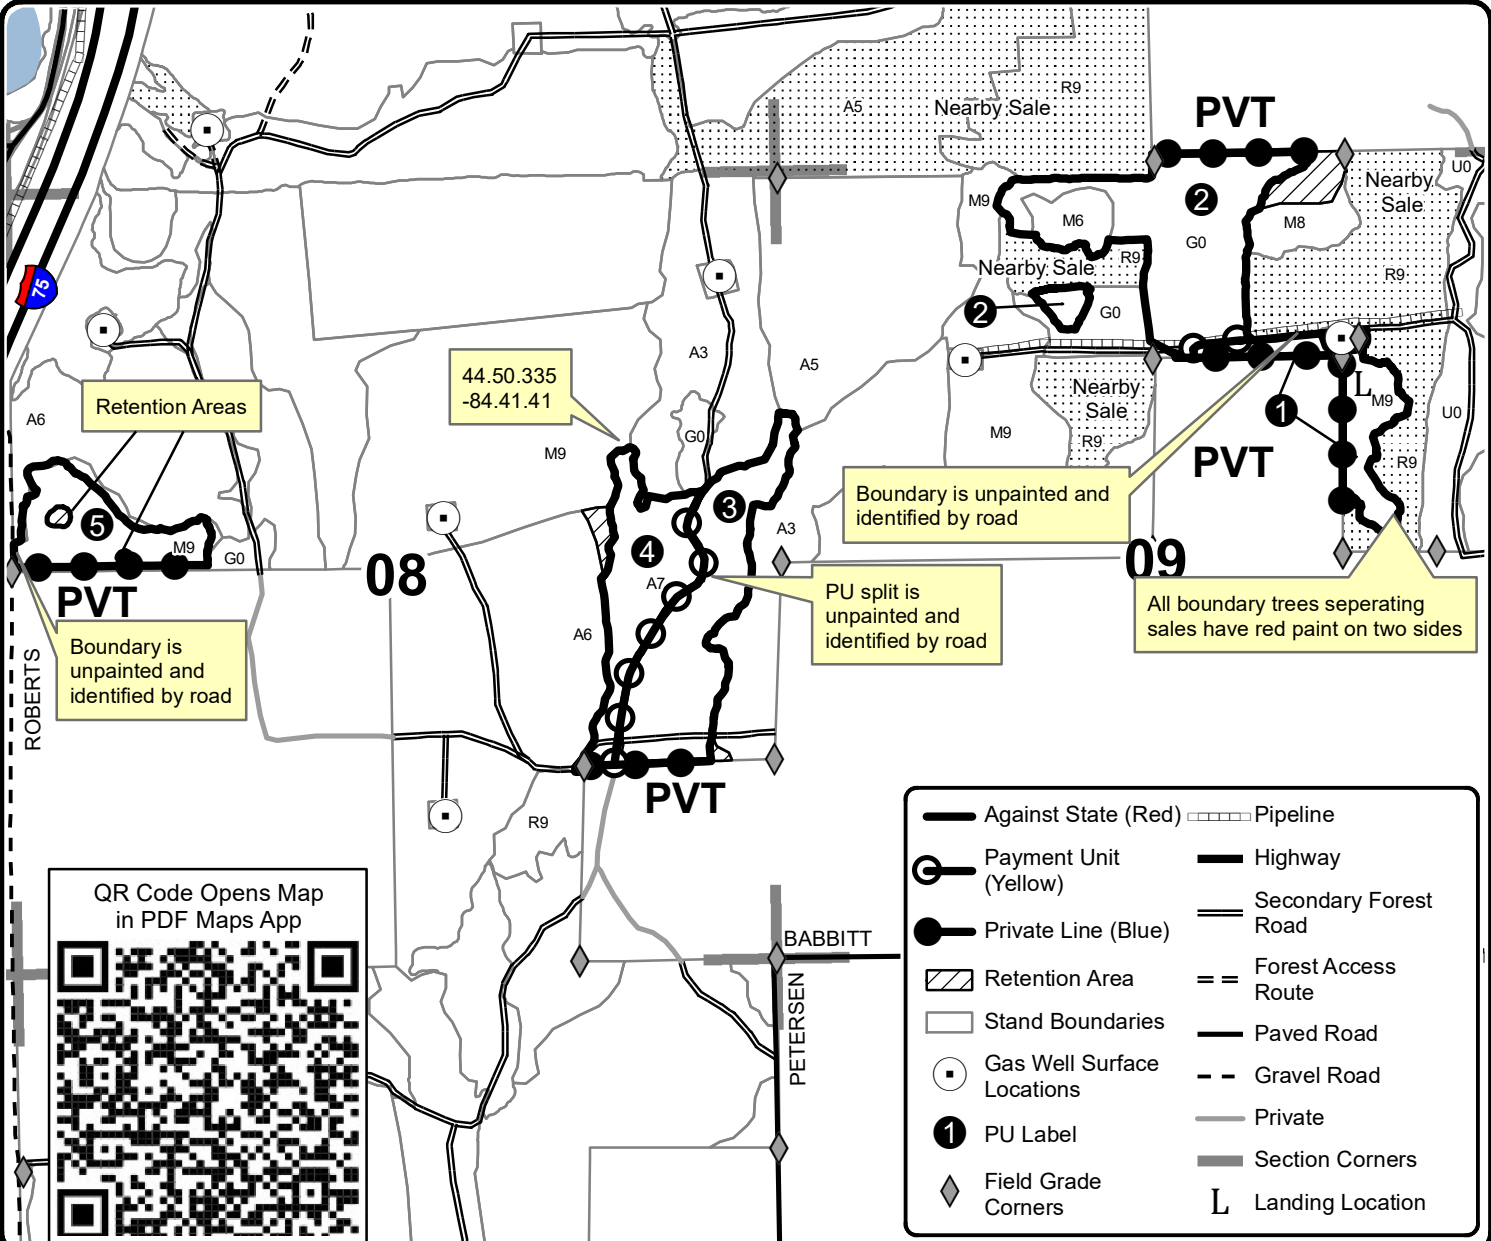 PVT
A5
Nearby Sale
R9
U0
Nearby
Sale
M9
M6
2
G0
M8
R9
Nearby Sale
R9
75
2
G0
A3
A5
44.50.335
-84.41.41
Retention Areas
A6
Nearby
Sale
L
M9
1
U0
M9
G0
M9
R9
PVT
R9
Boundary is unpainted and
identified by road
5
M9
G0
3
4
A3
08
09
A7
PVT
PU split is
unpainted and
identified by road
All boundary trees seperating
sales have red paint on two sides
A6
Boundary is
unpainted and
identified by road
ROBERTS
PVT
R9
QR Code Opens Map
in PDF Maps App
BABBITT
PETERSEN
Against State (Red)
Payment Unit
(Yellow)
Private Line (Blue)
Retention Area
Stand Boundaries
Gas Well Surface
Locations
1
PU Label
Field Grade
Corners
Pipeline
Highway
Secondary Forest
Road
Forest Access
Route
Paved Road
Gravel Road
Private
Section Corners
L
Landing Location